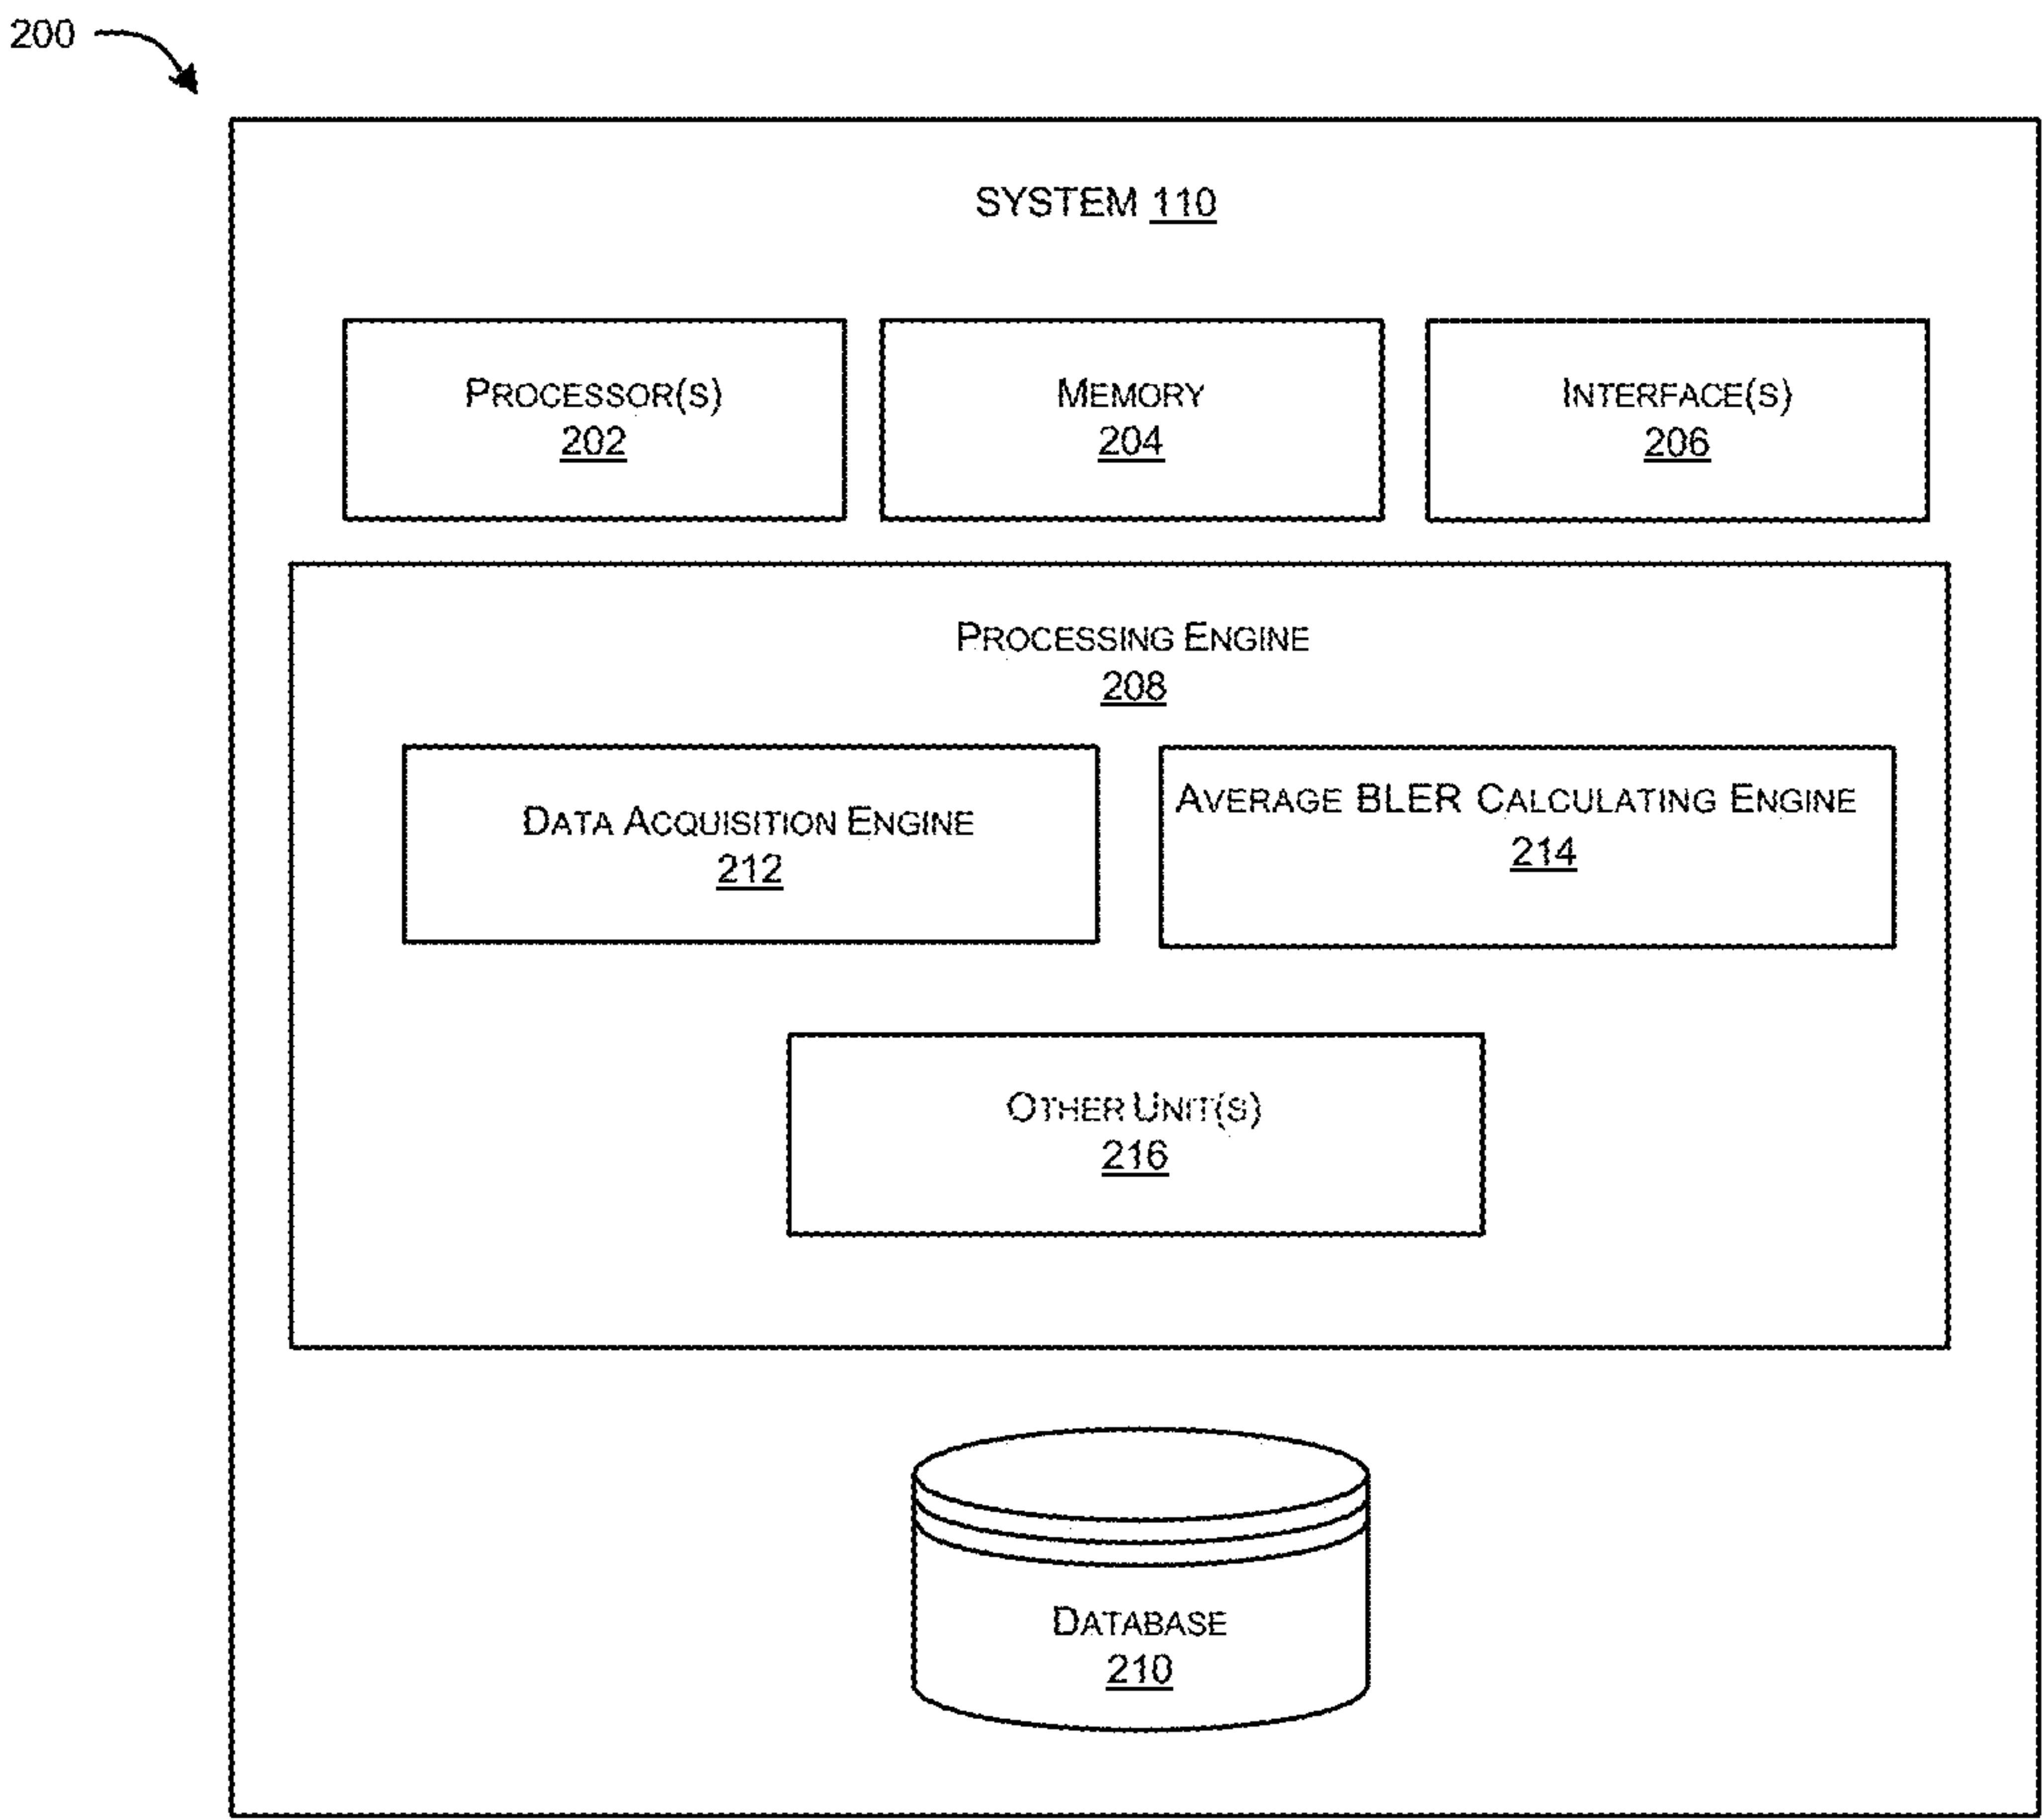 200
SYSTEM 110
PROCESSOR(S)
202
MEMORY
204
INTERFACE(S)
206
PROCESSING ENGINE
208
DATA ACQUISITION ENGINE
212
AVERAGE BLER CALCULATING ENGINE
214
OTHER UNIT(S)
216
DATABASE
210